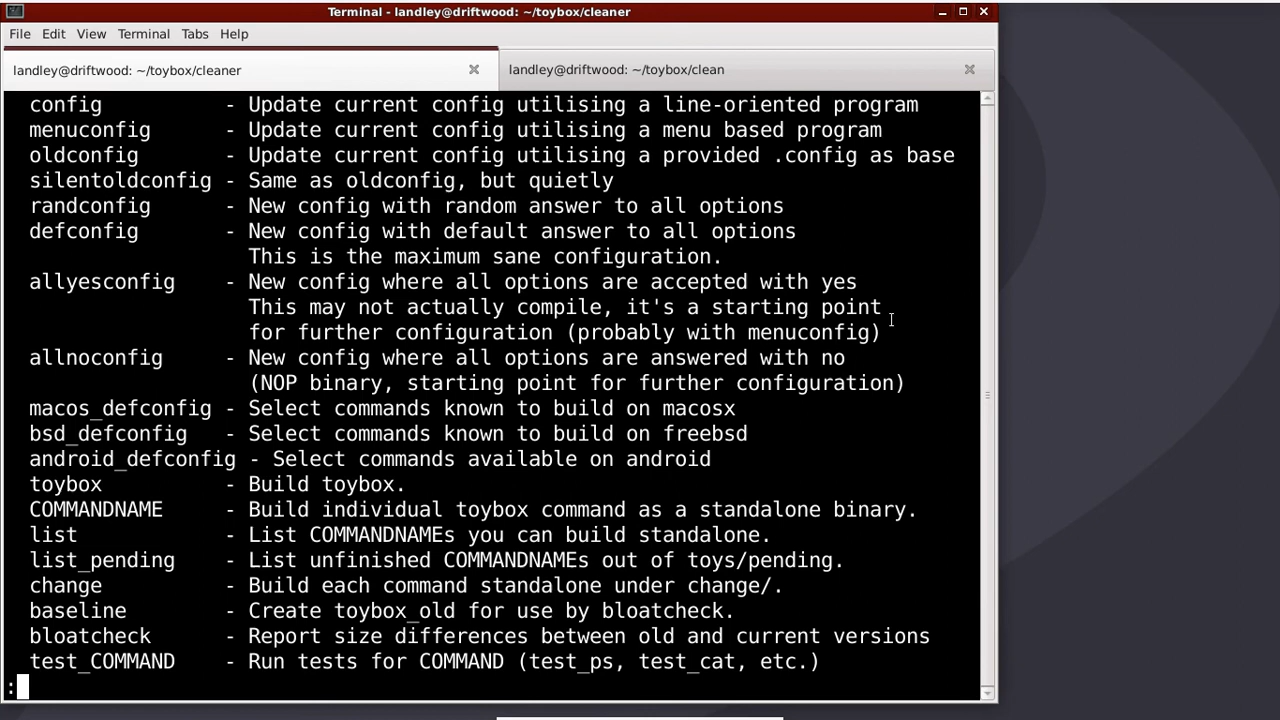 Terminal - landley@driftwood: ~/toybox/cleaner
File Edit View Terminal Tabs Help
landley@driftwood: ~/toybox/cleaner landley@driftwood: ~/toybox/clean
config - Update current config utilising a line-oriented program
menuconfig - Update current config utilising a menu based program
oldconfig - Update current config utilising a provided .config as base
silentoldconfig - Same as oldconfig, but quietly
randconfig - New config with random answer to all options
defconfig - New config with default answer to all options
This is the maximum sane configuration.
allyesconfig - New config where all options are accepted with yes
This may not actually compile, it's a starting point
for further configuration (probably with menuconfig)
allnoconfig - New config where all options are answered with no
(NOP binary, starting point for further configuration)
macos_defconfig - Select commands known to build on macosx
bsd_defconfig - Select commands known to build on freebsd
android_defconfig - Select commands available on android
toybox - Build toybox.
COMMANDNAME - Build individual toybox command as a standalone binary.
list - List COMMANDNAMEs you can build standalone.
list_pending - List unfinished COMMANDNAMEs out of toys/pending.
change - Build each command standalone under change/.
baseline - Create toybox_old for use by bloatcheck.
bloatcheck - Report size differences between old and current versions
test_COMMAND - Run tests for COMMAND (test_ps, test_cat, etc.)
: